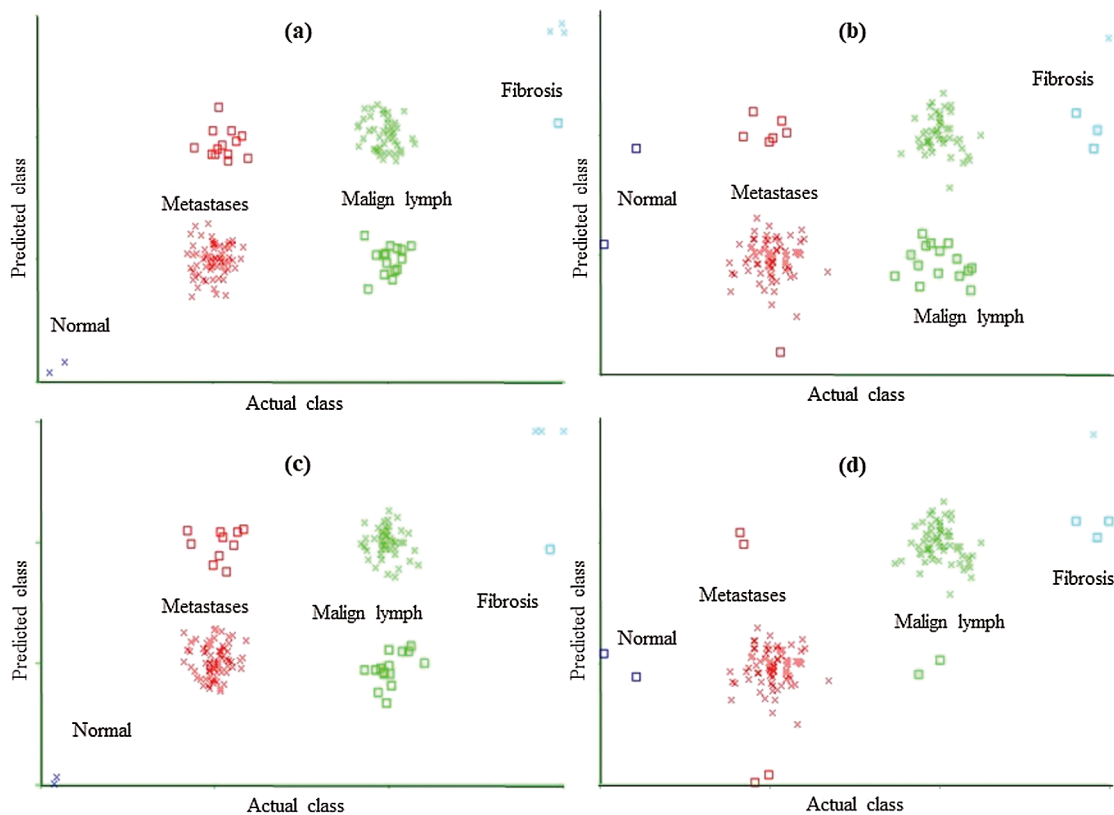 (a)
Fibrosis
Metastases
Malign lymph
Normal
Predicted class
Actual class
(b)
Fibrosis
Normal
Metastases
Malign lymph
Predicted class
Actual class
(c)
Metastases
Malign lymph
Fibrosis
Normal
Predicted class
Actual class
(d)
Fibrosis
Metastases
Malign lymph
Normal
Predicted class
Actual class